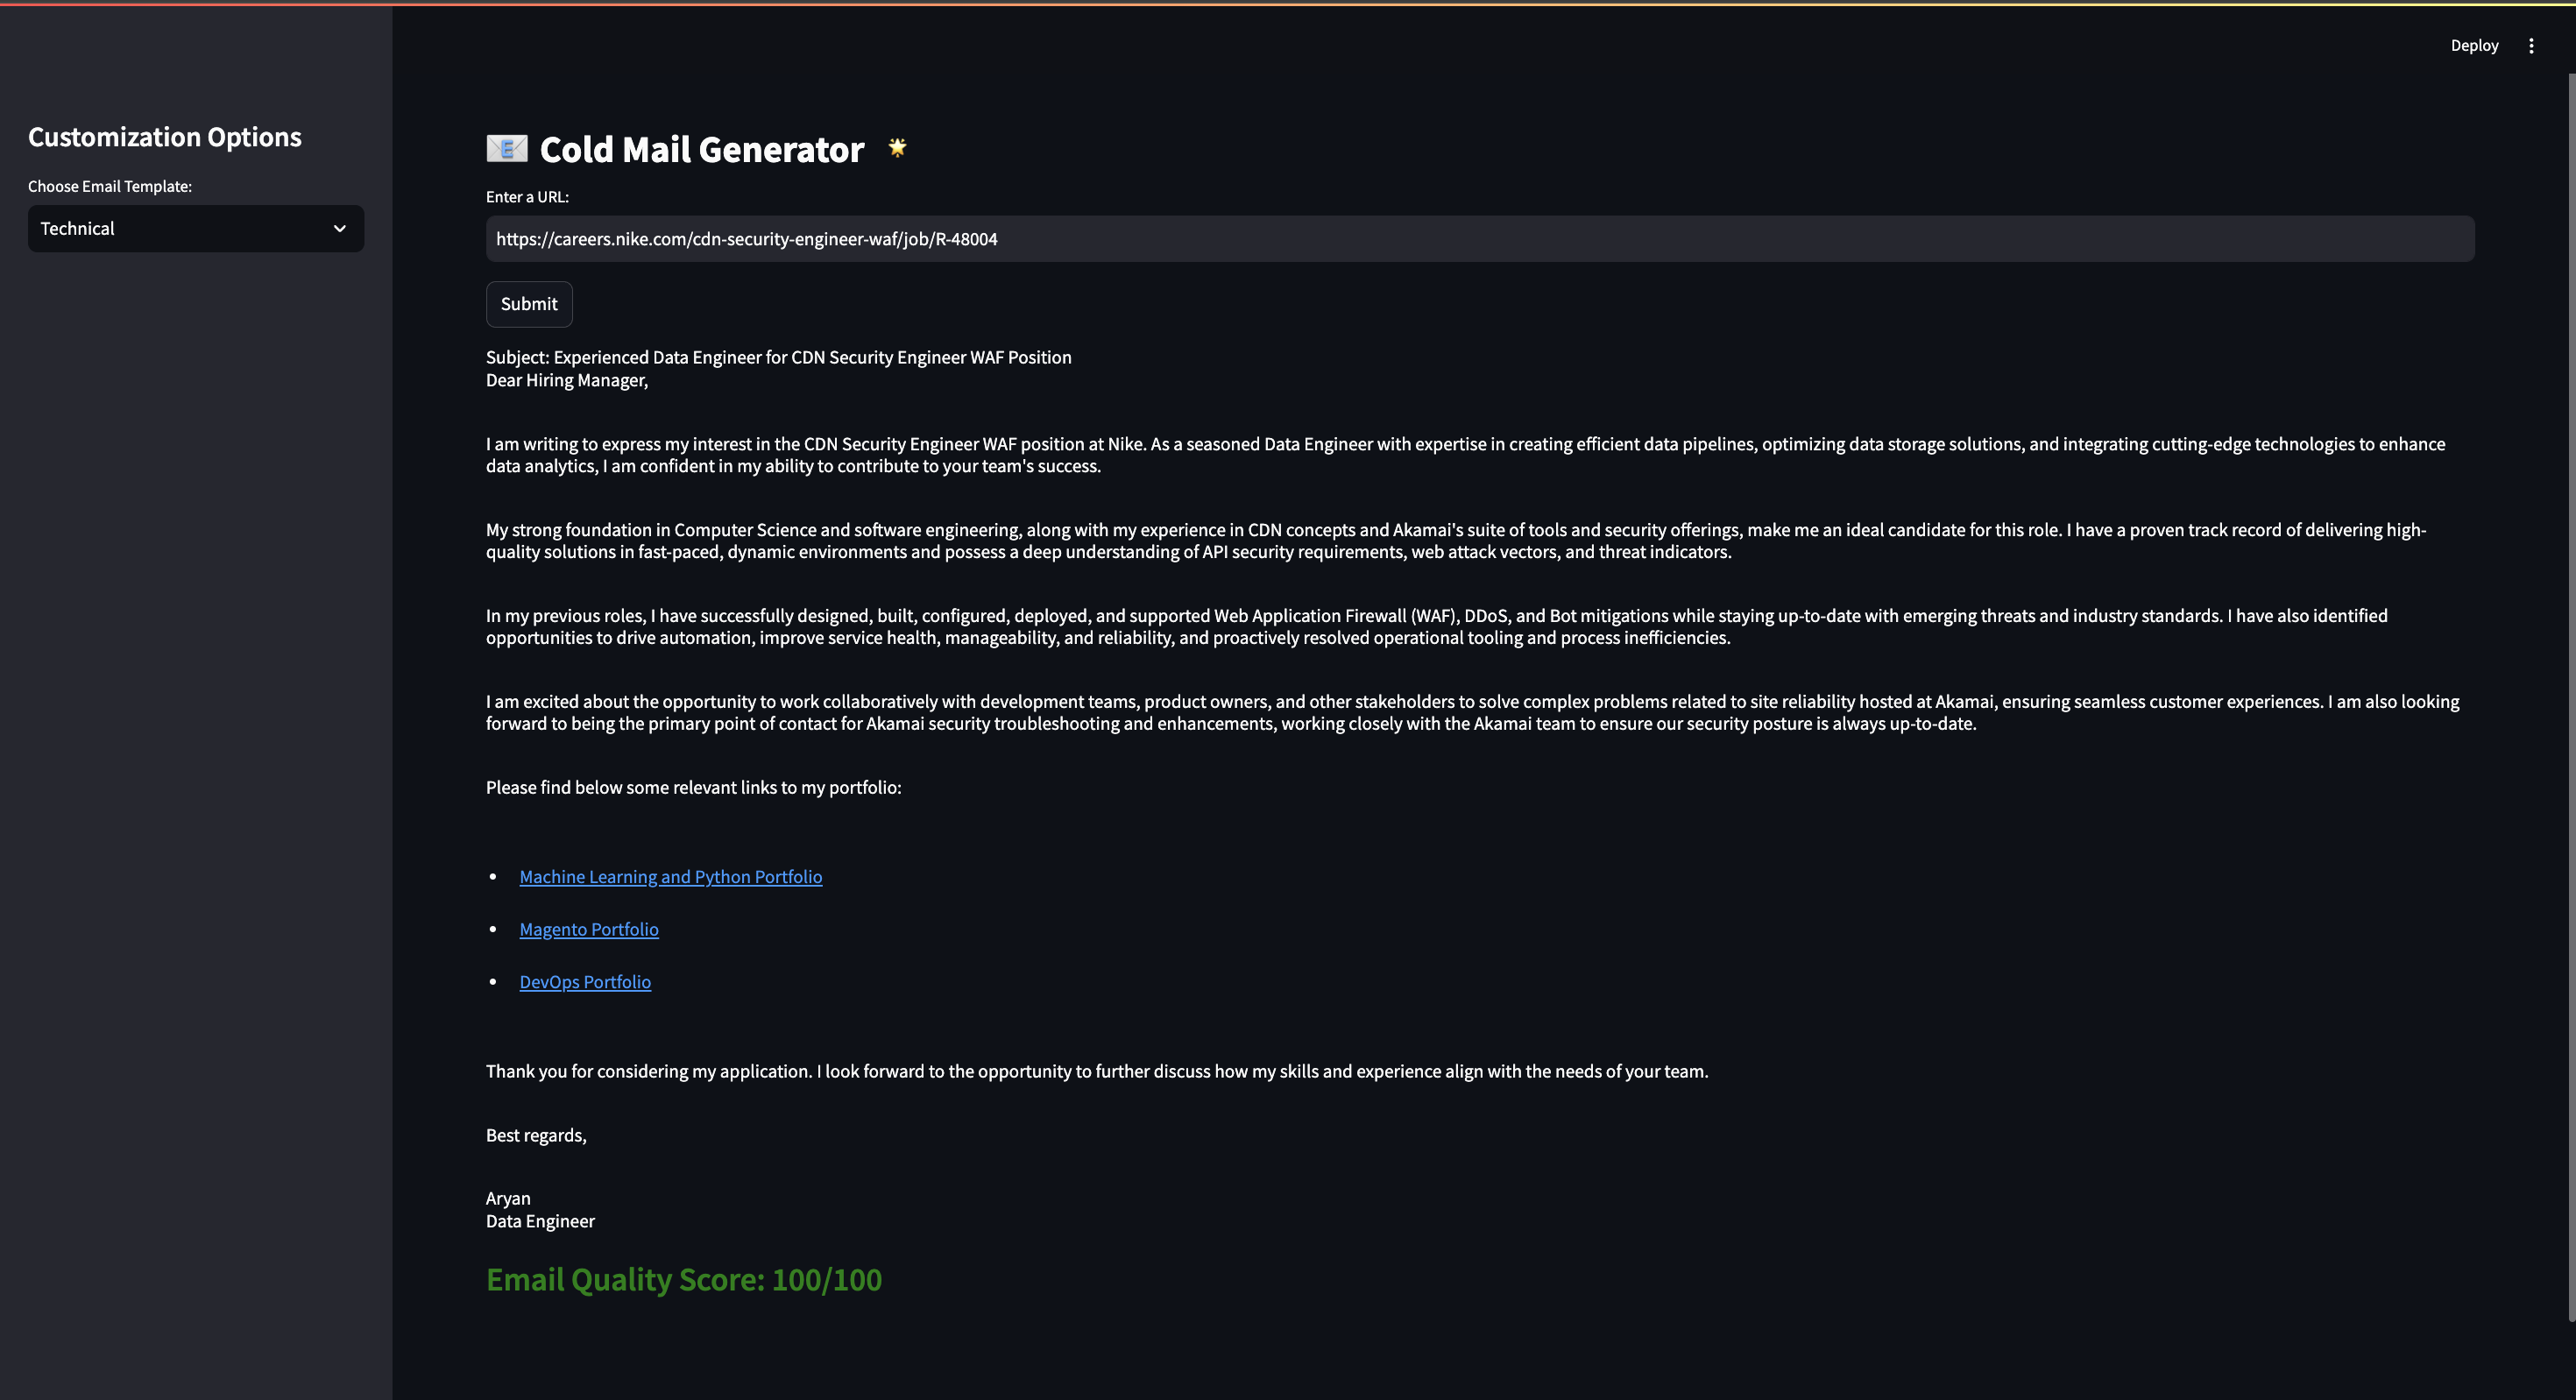 Deploy
Customization Options
Choose Email Template:
Technical
Cold Mail Generator
Enter a URL:
https://careers.nike.com/cdn-security-engineer-waf/job/R-48004
Submit
Subject: Experienced Data Engineer for CDN Security Engineer WAF Position
Dear Hiring Manager,
I am writing to express my interest in the CDN Security Engineer WAF position at Nike. As a seasoned Data Engineer with expertise in creating efficient data pipelines, optimizing data storage solutions, and integrating cutting-edge technologies to enhance
data analytics, I am confident in my ability to contribute to your team's success.
My strong foundation in Computer Science and software engineering, along with my experience in CDN concepts and Akamai's suite of tools and security offerings, make me an ideal candidate for this role. I have a proven track record of delivering high-
quality solutions in fast-paced, dynamic environments and possess a deep understanding of API security requirements, web attack vectors, and threat indicators.
In my previous roles, I have successfully designed, built, configured, deployed, and supported Web Application Firewall (WAF), DDoS, and Bot mitigations while staying up-to-date with emerging threats and industry standards. I have also identified
opportunities to drive automation, improve service health, manageability, and reliability, and proactively resolved operational tooling and process inefficiencies.
I am excited about the opportunity to work collaboratively with development teams, product owners, and other stakeholders to solve complex problems related to site reliability hosted at Akamai, ensuring seamless customer experiences. I am also looking
forward to being the primary point of contact for Akamai security troubleshooting and enhancements, working closely with the Akamai team to ensure our security posture is always up-to-date.
Please find below some relevant links to my portfolio:
• Machine Learning and Python Portfolio
• Magento Portfolio
• DevOps Portfolio
Thank you for considering my application. I look forward to the opportunity to further discuss how my skills and experience align with the needs of your team.
Best regards,
Aryan
Data Engineer
Email Quality Score: 100/100